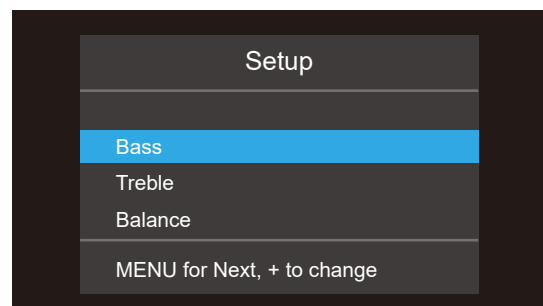 Setup
Bass
Treble
Balance
MENU for Next, + to change